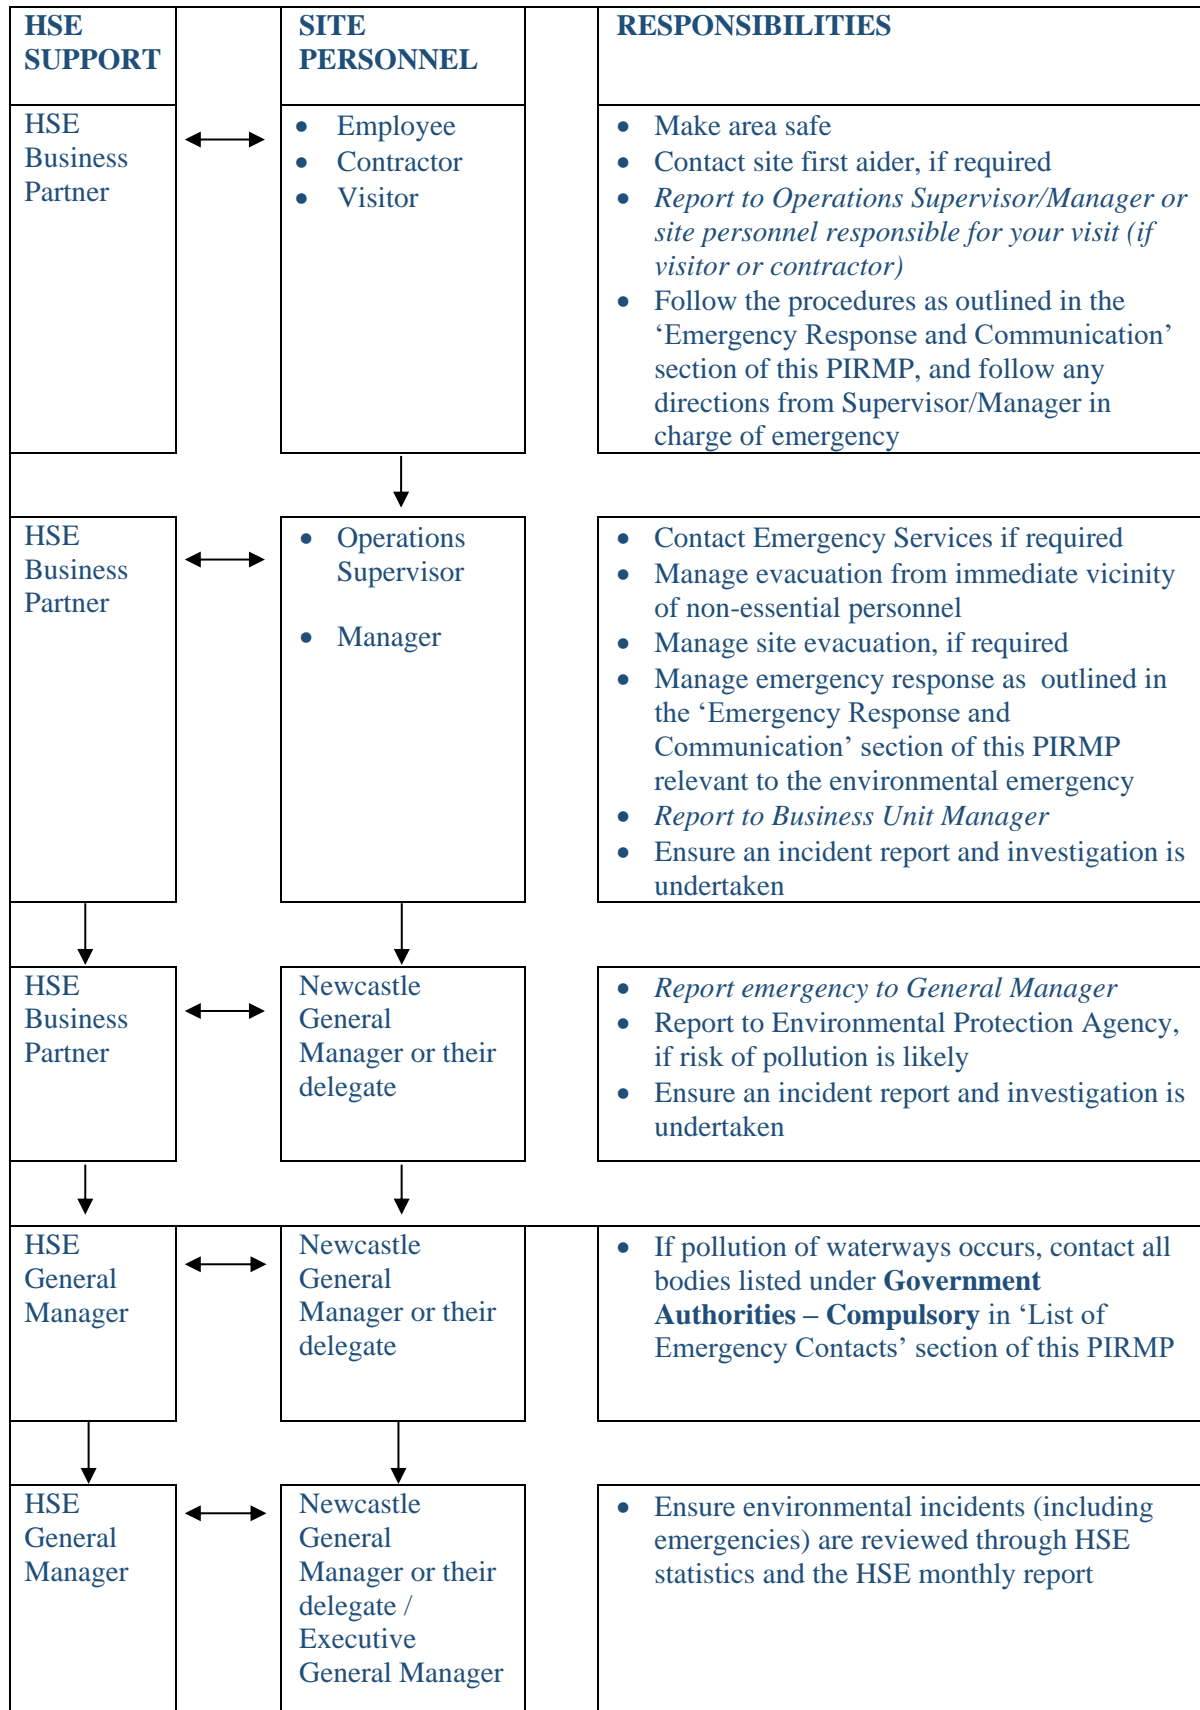 HSE
SUPPORT
SITE
PERSONNEL
RESPONSIBILITIES
HSE
Business
Partner
• Employee
• Contractor
• Visitor
• Make area safe
• Contact site first aider, if required
• Report to Operations Supervisor/Manager or
site personnel responsible for your visit (if
visitor or contractor)
• Follow the procedures as outlined in the
‘Emergency Response and Communication’
section of this PIRMP, and follow any
directions from Supervisor/Manager in
charge of emergency
HSE
Business
Partner
• Operations
Supervisor
• Manager
• Contact Emergency Services if required
• Manage evacuation from immediate vicinity
of non-essential personnel
• Manage site evacuation, if required
• Manage emergency response as outlined in
the ‘Emergency Response and
Communication’ section of this PIRMP
relevant to the environmental emergency
• Report to Business Unit Manager
• Ensure an incident report and investigation is
undertaken
HSE
Business
Partner
Newcastle
General
Manager or their
delegate
• Report emergency to General Manager
• Report to Environmental Protection Agency,
if risk of pollution is likely
• Ensure an incident report and investigation is
undertaken
HSE
General
Manager
Newcastle
General
Manager or their
delegate
• If pollution of waterways occurs, contact all
bodies listed under Government
Authorities – Compulsory in ‘List of
Emergency Contacts’ section of this PIRMP
HSE
General
Manager
Newcastle
General
Manager or their
delegate /
Executive
General Manager
• Ensure environmental incidents (including
emergencies) are reviewed through HSE
statistics and the HSE monthly report